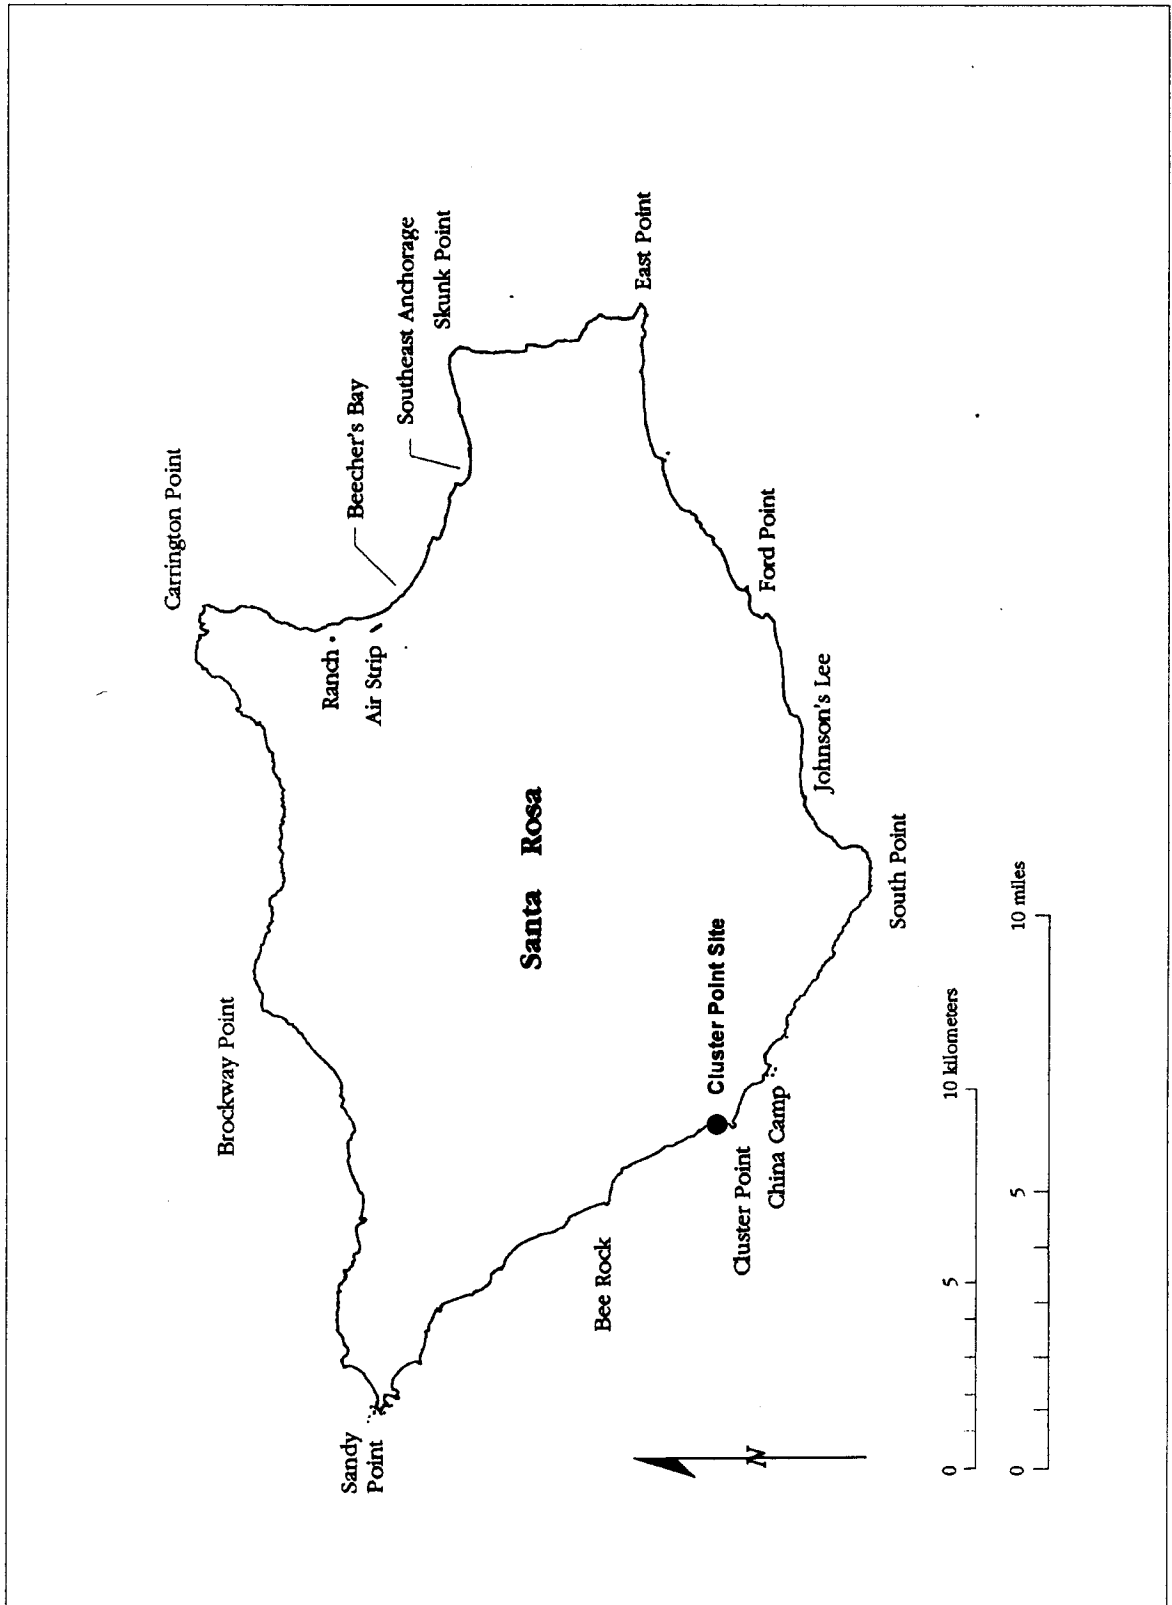 Carrington Point
Brockway Point
Ranch
Air Strip
Beecher's Bay
Southeast Anchorage
Skunk Point
Sandy
Point
Santa Rosa
East Point
Bee Rock
Cluster Point Site
Cluster Point
China Camp
Ford Point
Johnson's Lee
South Point
N
0 5 10 kilometers
0 5 10 miles